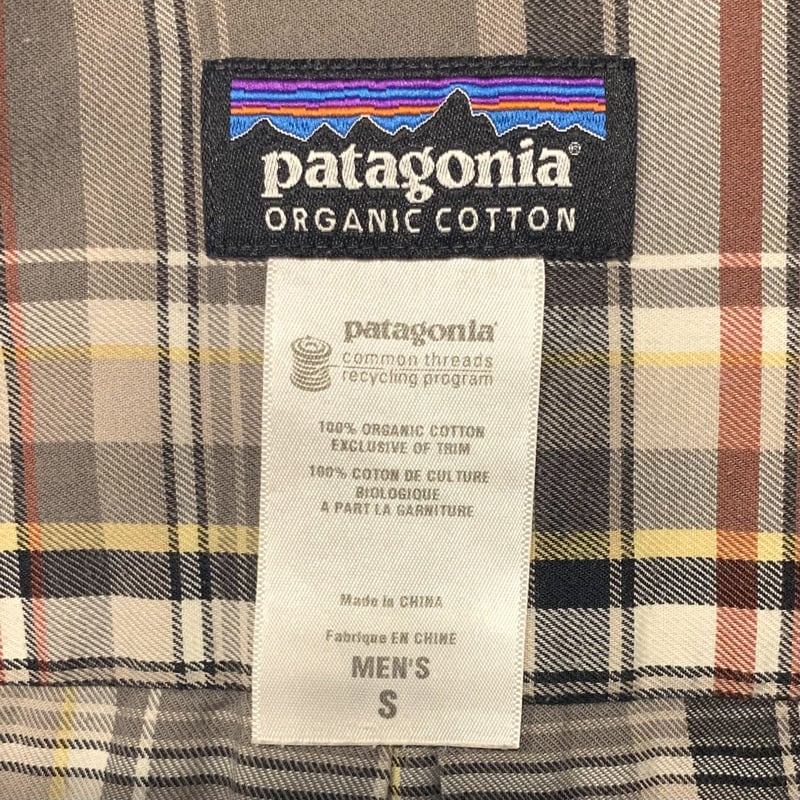 patagonia®
ORGANIC COTTON
patagonia®
common threads
recycling program
100% ORGANIC COTTON
EXCLUSIVE OF TRIM
100% COTON DE CULTURE
BIOLOGIQUE
A PART LA GARNITURE
Made in CHINA
Fabrique EN CHINE
MEN'S
S